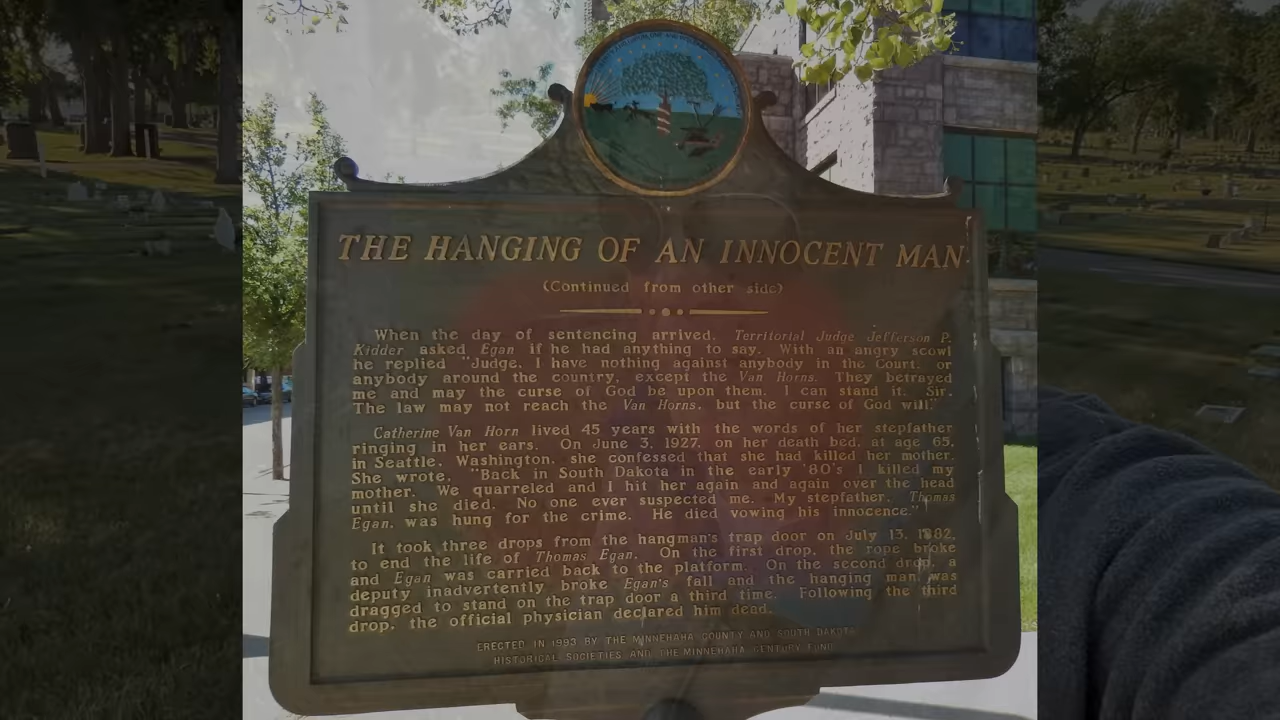 THE HANGING OF AN INNOCENT MAN
(Continued from other side)
When the day of sentencing arrived, Territorial Judge Jefferson P.
Kidder asked Egan if he had anything to say. With an angry scowl
he replied "Judge, I have nothing against anybody in the Court, or
anybody around the country, except the Van Horns. They betrayed
me and may the curse of God be upon them. I can stand it. Sir.
The law may not reach the Van Horns, but the curse of God will."
Catherine Van Horn lived 45 years with the words of her stepfather
ringing in her ears. On June 3, 1927, on her death bed, at age 65,
in Seattle, Washington, she confessed that she had killed her mother.
She wrote, "Back in South Dakota in the early '80's I killed my
mother. We quarreled and I hit her again and again over the head
until she died. No one ever suspected me. My stepfather, Thomas
Egan, was hung for the crime. He died vowing his innocence."
It took three drops from the hangman's trap door on July 13, 1882,
to end the life of Thomas Egan. On the first drop, the rope broke
and Egan was carried back to the platform. On the second drop, a
deputy inadvertently broke Egan's fall and the hanging man was
dragged to stand on the trap door a third time. Following the third
drop, the official physician declared him dead.
ERECTED IN 1993 BY THE MINNEHAHA COUNTY AND SOUTH DAKOTA
HISTORICAL SOCIETIES AND THE MINNEHAHA CENTURY FUND